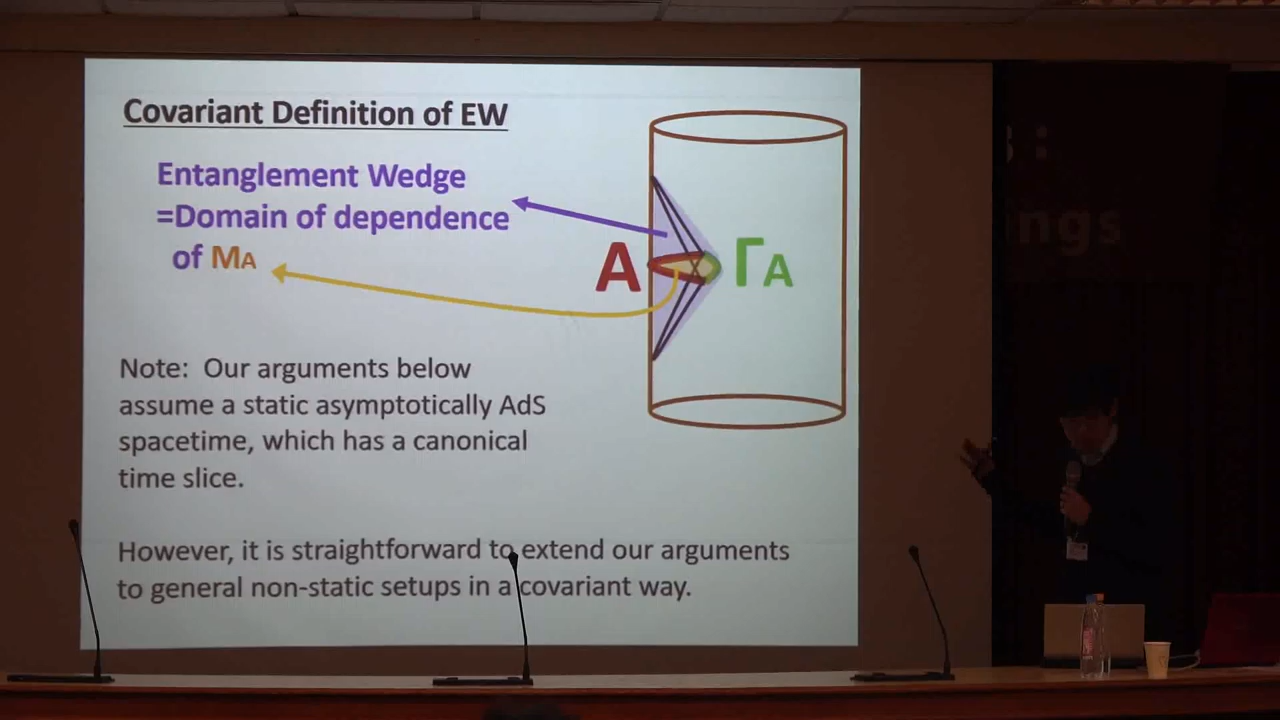 Covariant Definition of EW
Entanglement Wedge
=Domain of dependence
of MA
A
ΓA
Note: Our arguments below
assume a static asymptotically AdS
spacetime, which has a canonical
time slice.
However, it is straightforward to extend our arguments
to general non-static setups in a covariant way.